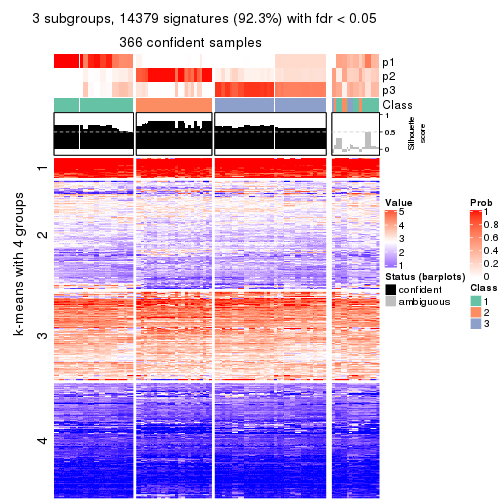 3 subgroups, 14379 signatures (92.3%) with fdr < 0.05
366 confident samples
p1
p2
p3
Class
1
0.5
0
Silhouette
score
k-means with 4 groups
1
2
3
4
Value
5
4
3
2
1
Status (barplots)
confident
ambiguous
Prob
1
0.8
0.6
0.4
0.2
0
Class
1
2
3